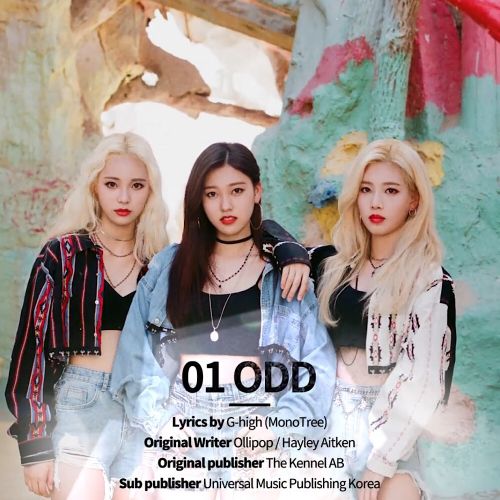 01 ODD
Lyrics by G-high (MonoTree)
Original Writer Ollipop / Hayley Aitken
Original publisher The Kennel AB
Sub publisher Universal Music Publishing Korea